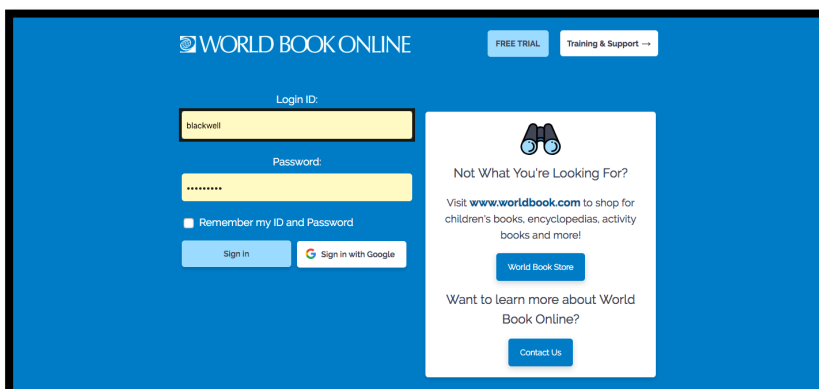 WORLD BOOK ONLINE
FREE TRIAL
Training & Support →
Login ID:
blackwell
Password:
•••••••••
Remember my ID and Password
Sign in
Sign in with Google
Not What You're Looking For?
Visit www.worldbook.com to shop for
children's books, encyclopedias, activity
books and more!
World Book Store
Want to learn more about World
Book Online?
Contact Us